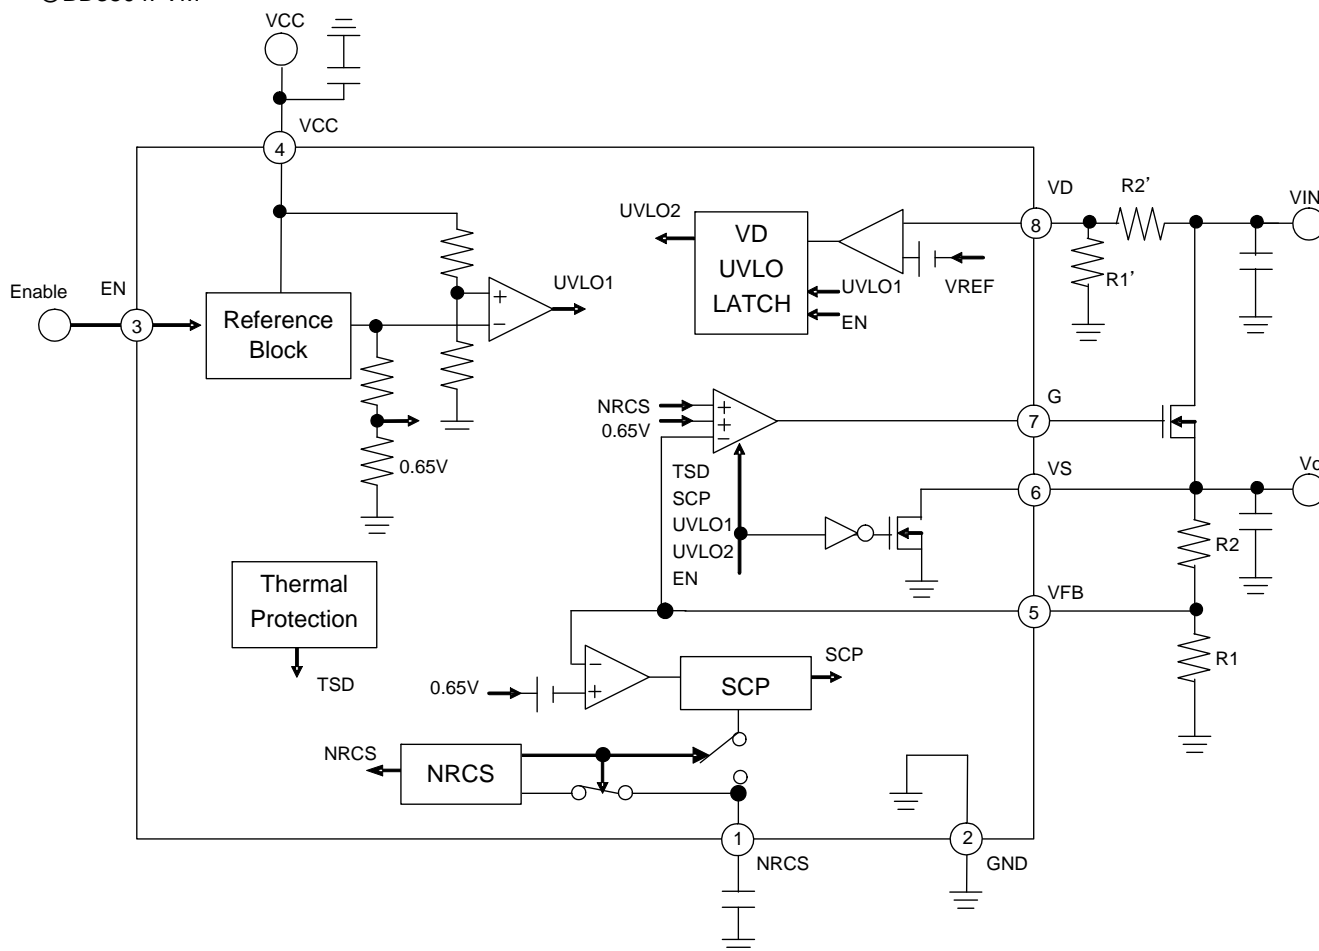 VCC
VCC
4
VD
R2’
VIN
UVLO2
VD
UVLO
LATCH
8
R1’
UVLO1
EN
VREF
Enable
EN
3
Reference
Block
+
−
UVLO1
0.65V
NRCS
0.65V
+
+
−
G
7
TSD
SCP
UVLO1
UVLO2
EN
VS
6
R2
VFB
5
R1
Thermal
Protection
TSD
0.65V
−
+
SCP
SCP
NRCS
NRCS
1
NRCS
2
GND